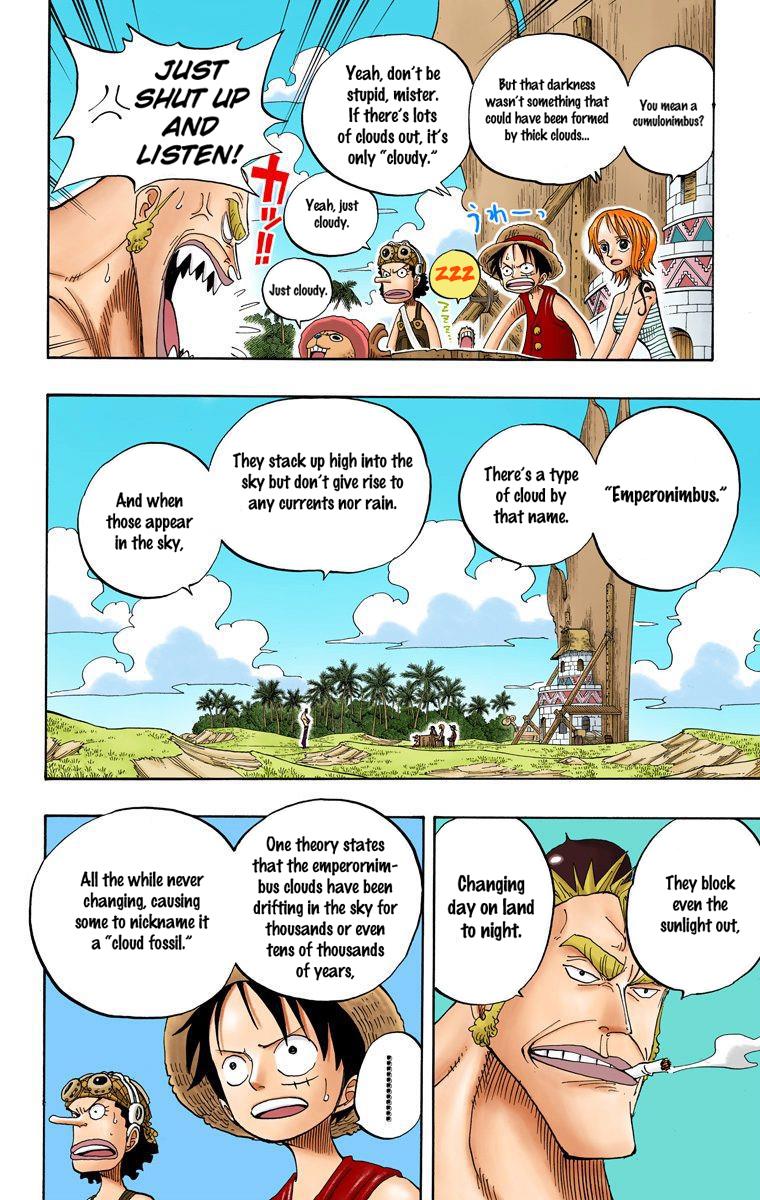 You mean a
cumulonimbus?
But that darkness
wasn't something that
could have been formed
by thick clouds...
Yeah, don't be
stupid, mister.
If there's lots
of clouds out, it's
only "cloudy."
Yeah, just
cloudy.
Just cloudy.
うわーっ
ZZZ
JUST
SHUT UP
AND
LISTEN!
カッ!!
"Emperonimbus."
There's a type
of cloud by
that name.
They stack up high into the
sky but don't give rise to
any currents nor rain.
And when
those appear
in the sky,
They block
even the
sunlight out,
Changing
day on land
to night.
One theory states
that the emperornim-
bus clouds have been
drifting in the sky for
thousands or even
tens of thousands
of years,
All the while never
changing, causing
some to nickname it
a "cloud fossil."
............